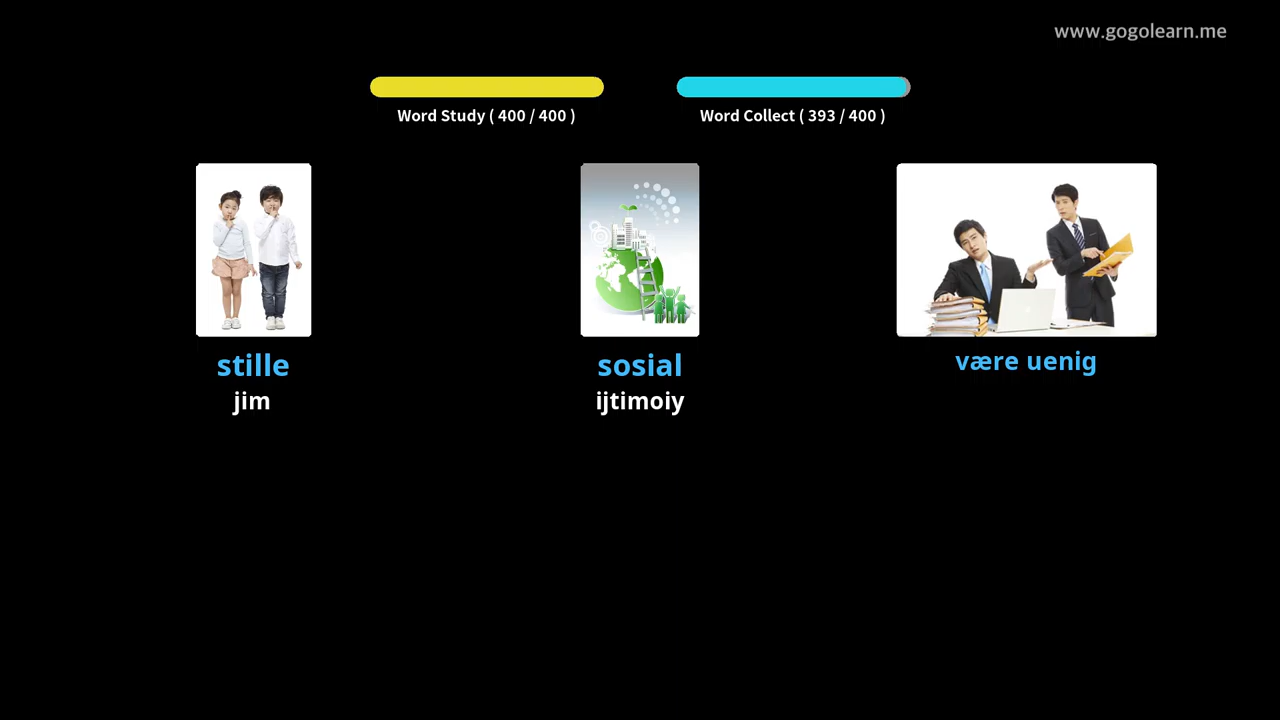 www.gogolearn.me
Word Study ( 400 / 400 )
Word Collect ( 393 / 400 )
stille
jim
sosial
ijtimoiy
være uenig